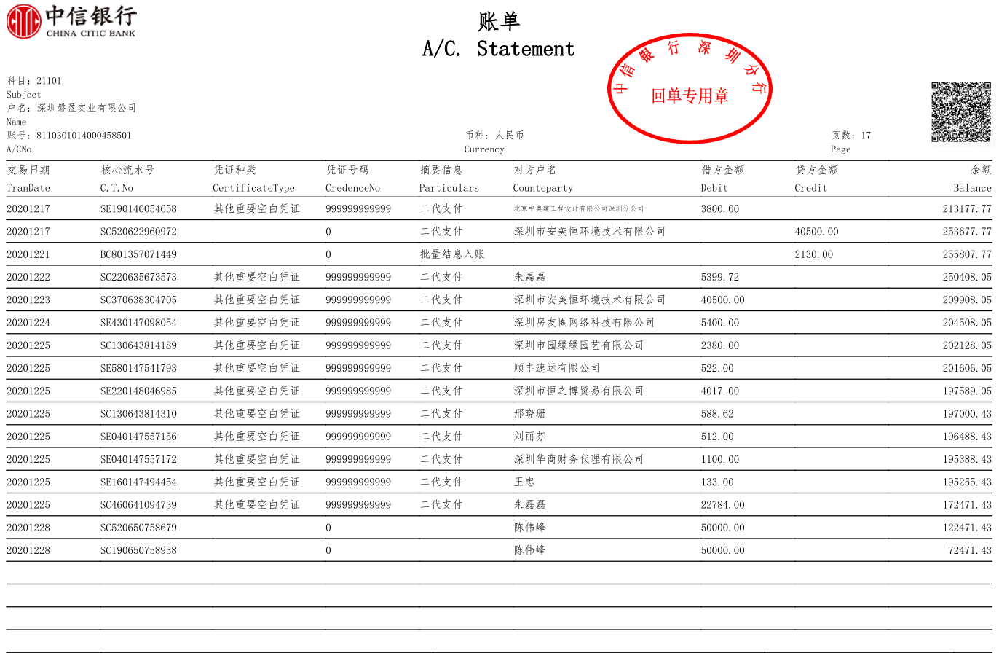 中信银行
CHINA CITIC BANK
账单
A/C. Statement
中信银行深圳分行
回单专用章
科目: 21101
Subject
户名: 深圳磐盈实业有限公司
Name
账号: 8110301014000458501 币种: 人民币 页数: 17
A/CNo. Currency Page
交易日期 核心流水号 凭证种类 凭证号码 摘要信息 对方户名 借方金额 贷方金额 余额
TranDate C.T.No CertificateType CredenceNo Particulars Counteparty Debit Credit Balance
20201217 SE190140054658 其他重要空白凭证 999999999999 二代支付 北京中奥建工程设计有限公司深圳分公司 3800.00 213177.77
20201217 SC520622960972 0 二代支付 深圳市安美恒环境技术有限公司 40500.00 253677.77
20201221 BC801357071449 0 批量结息入账 2130.00 255807.77
20201222 SC220635673573 其他重要空白凭证 999999999999 二代支付 朱磊磊 5399.72 250408.05
20201223 SC370638304705 其他重要空白凭证 999999999999 二代支付 深圳市安美恒环境技术有限公司 40500.00 209908.05
20201224 SE430147098054 其他重要空白凭证 999999999999 二代支付 深圳房友圈网络科技有限公司 5400.00 204508.05
20201225 SC130643814189 其他重要空白凭证 999999999999 二代支付 深圳市园绿绿园艺有限公司 2380.00 202128.05
20201225 SE580147541793 其他重要空白凭证 999999999999 二代支付 顺丰速运有限公司 522.00 201606.05
20201225 SE220148046985 其他重要空白凭证 999999999999 二代支付 深圳市恒之博贸易有限公司 4017.00 197589.05
20201225 SC130643814310 其他重要空白凭证 999999999999 二代支付 邢晓珊 588.62 197000.43
20201225 SE040147557156 其他重要空白凭证 999999999999 二代支付 刘丽芬 512.00 196488.43
20201225 SE040147557172 其他重要空白凭证 999999999999 二代支付 深圳华商财务代理有限公司 1100.00 195388.43
20201225 SE160147494454 其他重要空白凭证 999999999999 二代支付 王忠 133.00 195255.43
20201225 SC460641094739 其他重要空白凭证 999999999999 二代支付 朱磊磊 22784.00 172471.43
20201228 SC520650758679 0 陈伟峰 50000.00 122471.43
20201228 SC190650758938 0 陈伟峰 50000.00 72471.43